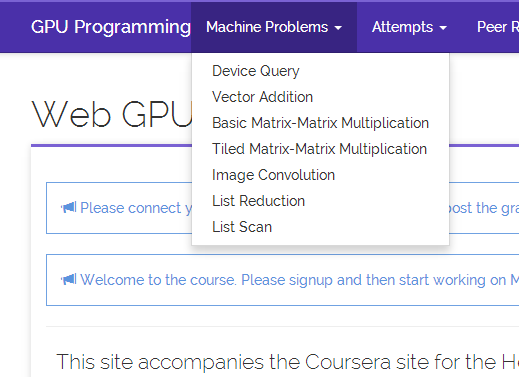 GPU Programming Machine Problems Attempts Peer
Device Query
Vector Addition
Basic Matrix-Matrix Multiplication
Tiled Matrix-Matrix Multiplication
Image Convolution
List Reduction
List Scan
Web GPU
Please connect post the
Welcome to the course. Please signup and then start working on
This site accompanies the Coursera site for the